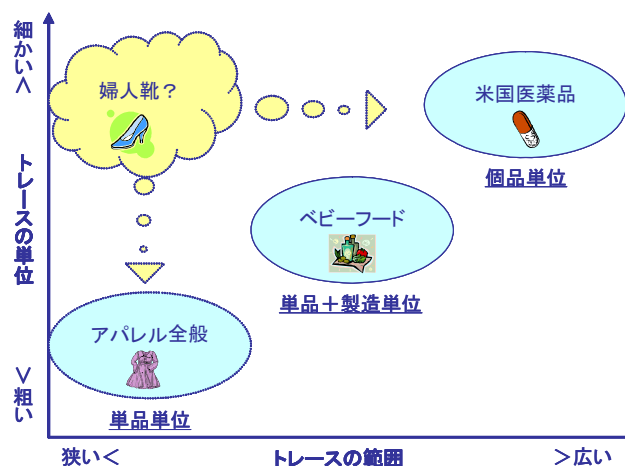 細かい＜
トレースの単位
＞粗い
婦人靴？
米国医薬品
個品単位
ベビーフード
単品＋製造単位
アパレル全般
単品単位
狭い＜
トレースの範囲
＞広い